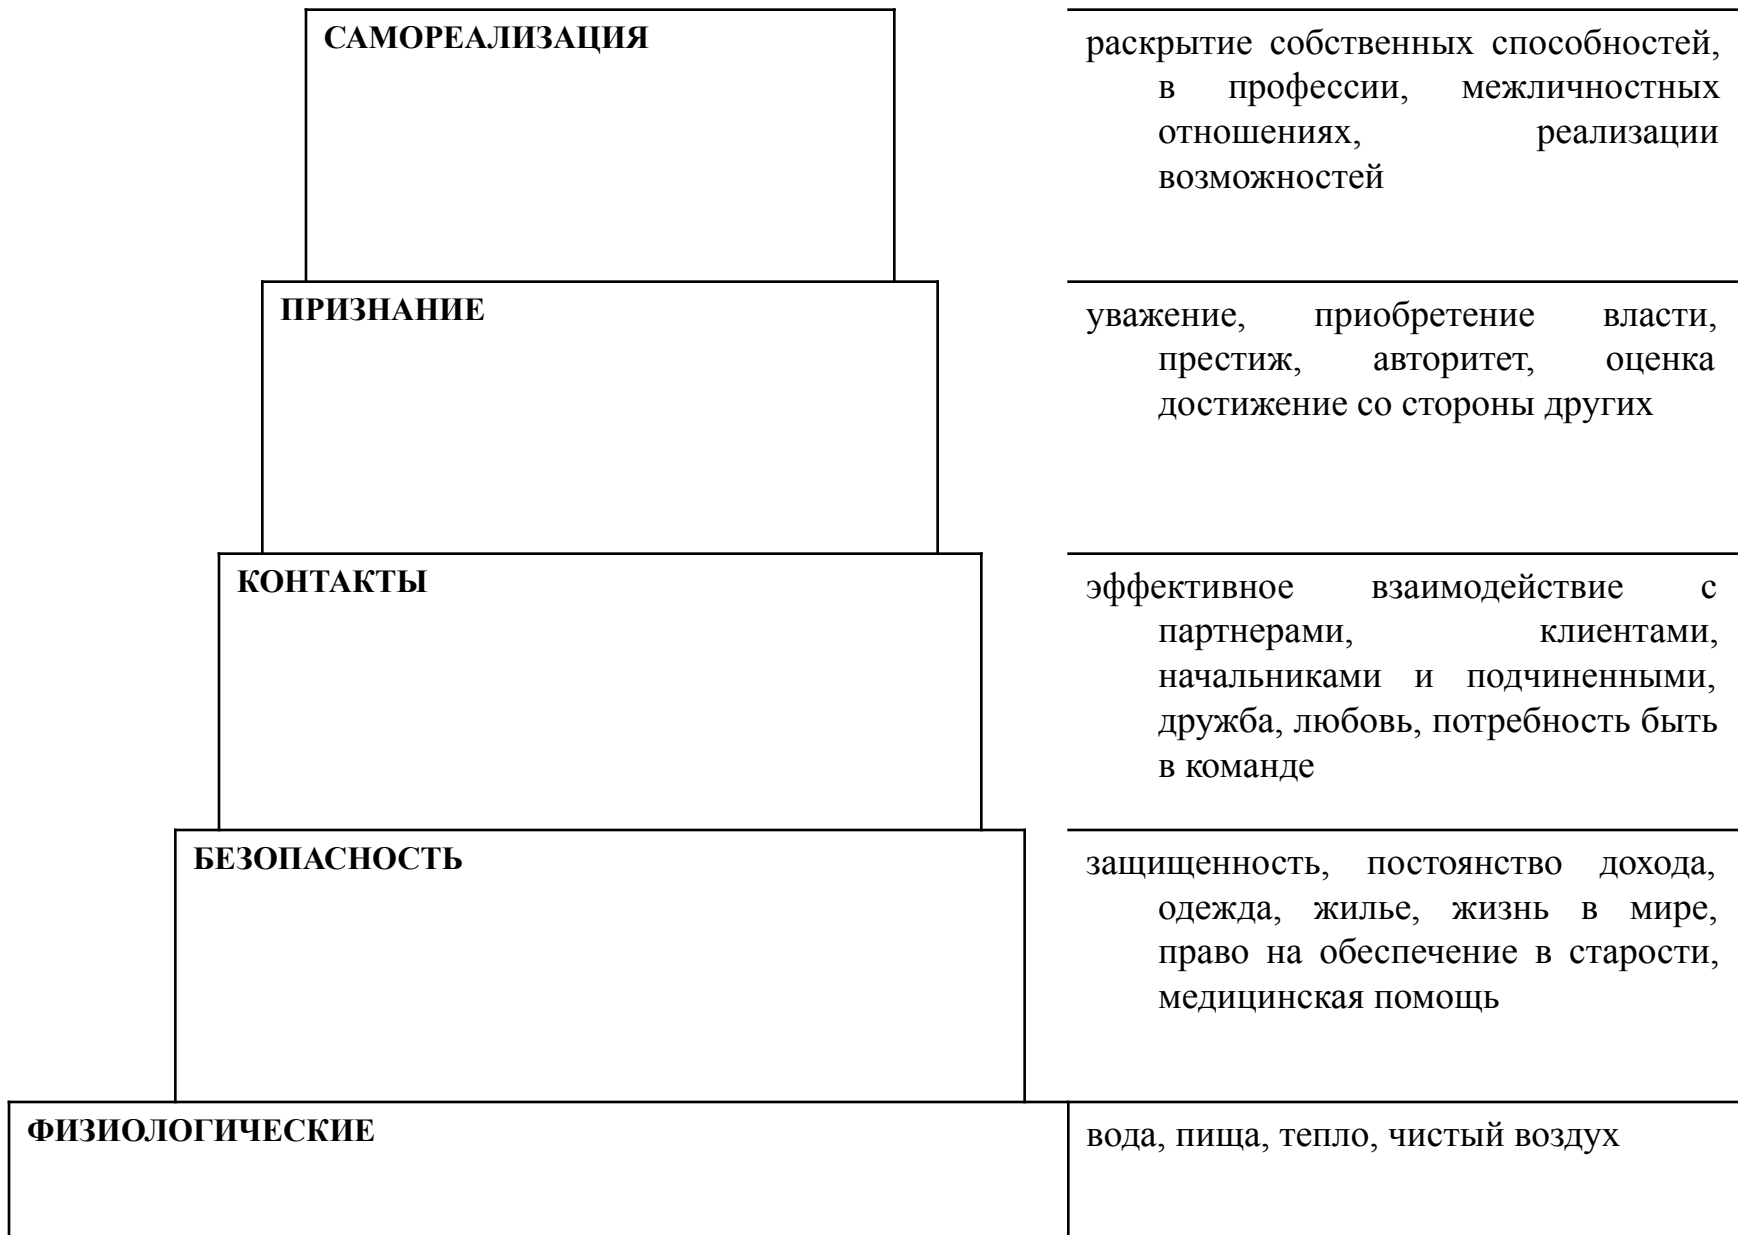 САМОРЕАЛИЗАЦИЯ
раскрытие собственных способностей,
в профессии, межличностных
отношениях, реализации
возможностей
ПРИЗНАНИЕ
уважение, приобретение власти,
престиж, авторитет, оценка
достижение со стороны других
КОНТАКТЫ
эффективное взаимодействие с
партнерами, клиентами,
начальниками и подчиненными,
дружба, любовь, потребность быть
в команде
БЕЗОПАСНОСТЬ
защищенность, постоянство дохода,
одежда, жилье, жизнь в мире,
право на обеспечение в старости,
медицинская помощь
ФИЗИОЛОГИЧЕСКИЕ
вода, пища, тепло, чистый воздух